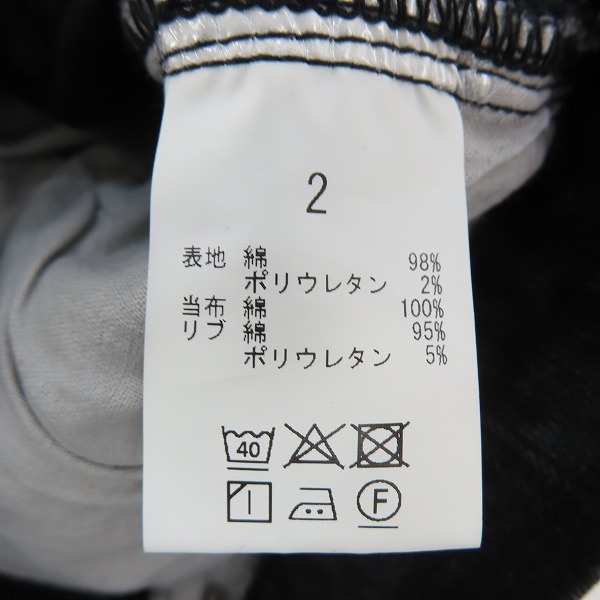 2
表地 綿 98%
ポリウレタン 2%
当布 綿 100%
リブ 綿 95%
ポリウレタン 5%
40
F